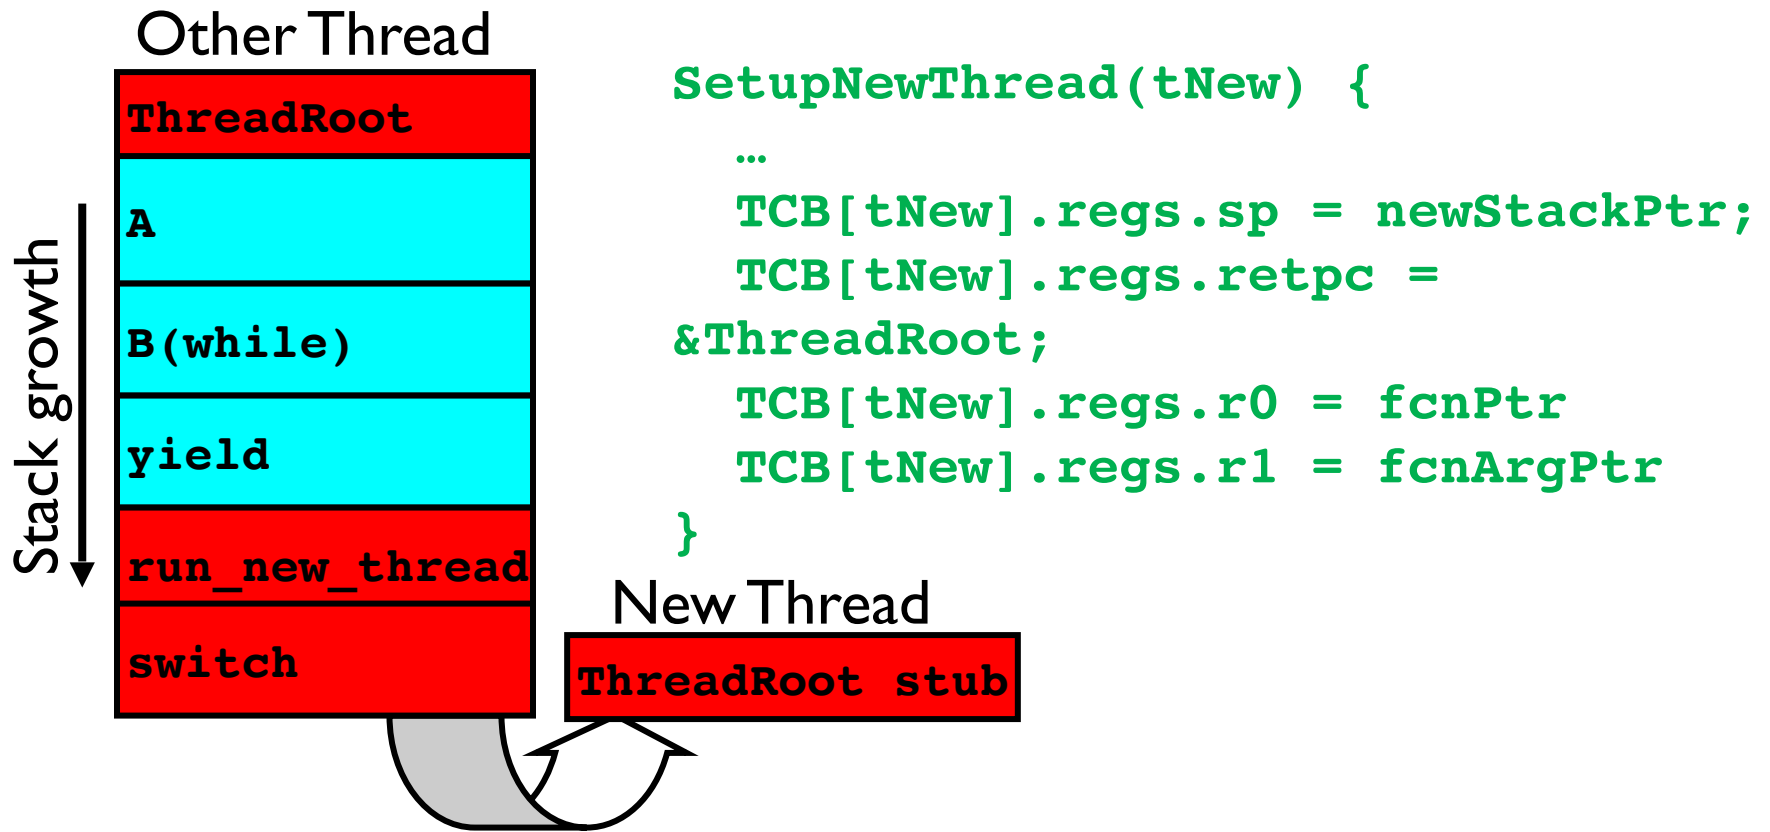 Other Thread
ThreadRoot
A
B(while)
yield
run_new_thread
switch
Stack growth
SetupNewThread(tNew) {
…
TCB[tNew].regs.sp = newStackPtr;
TCB[tNew].regs.retpc =
&ThreadRoot;
TCB[tNew].regs.r0 = fcnPtr
TCB[tNew].regs.r1 = fcnArgPtr
}
New Thread
ThreadRoot stub